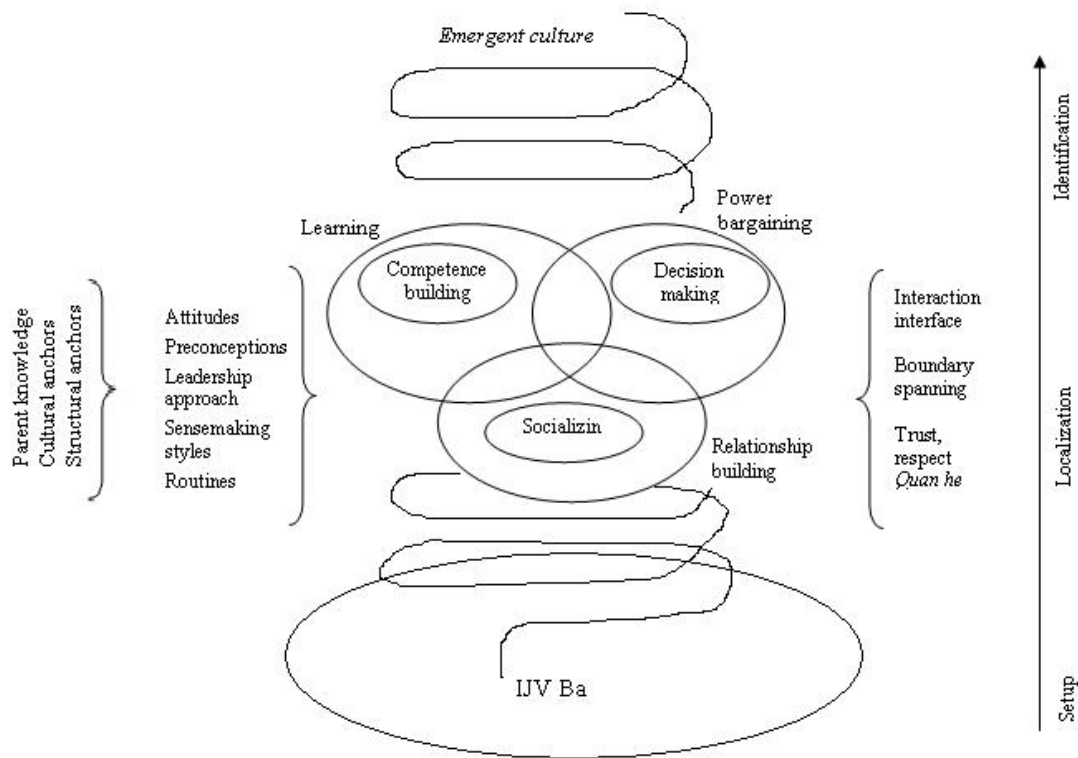 Emergent culture
Identification
Power
bargaining
Learning
Competence
building
Decision
making
Parent knowledge
Cultural anchors
Structural anchors
Attitudes
Preconceptions
Leadership
approach
Sensemaking
styles
Routines
Interaction
interface
Boundary
spanning
Trust,
respect
Quan he
Localization
Socializin
Relationship
building
IJV Ba
Setup